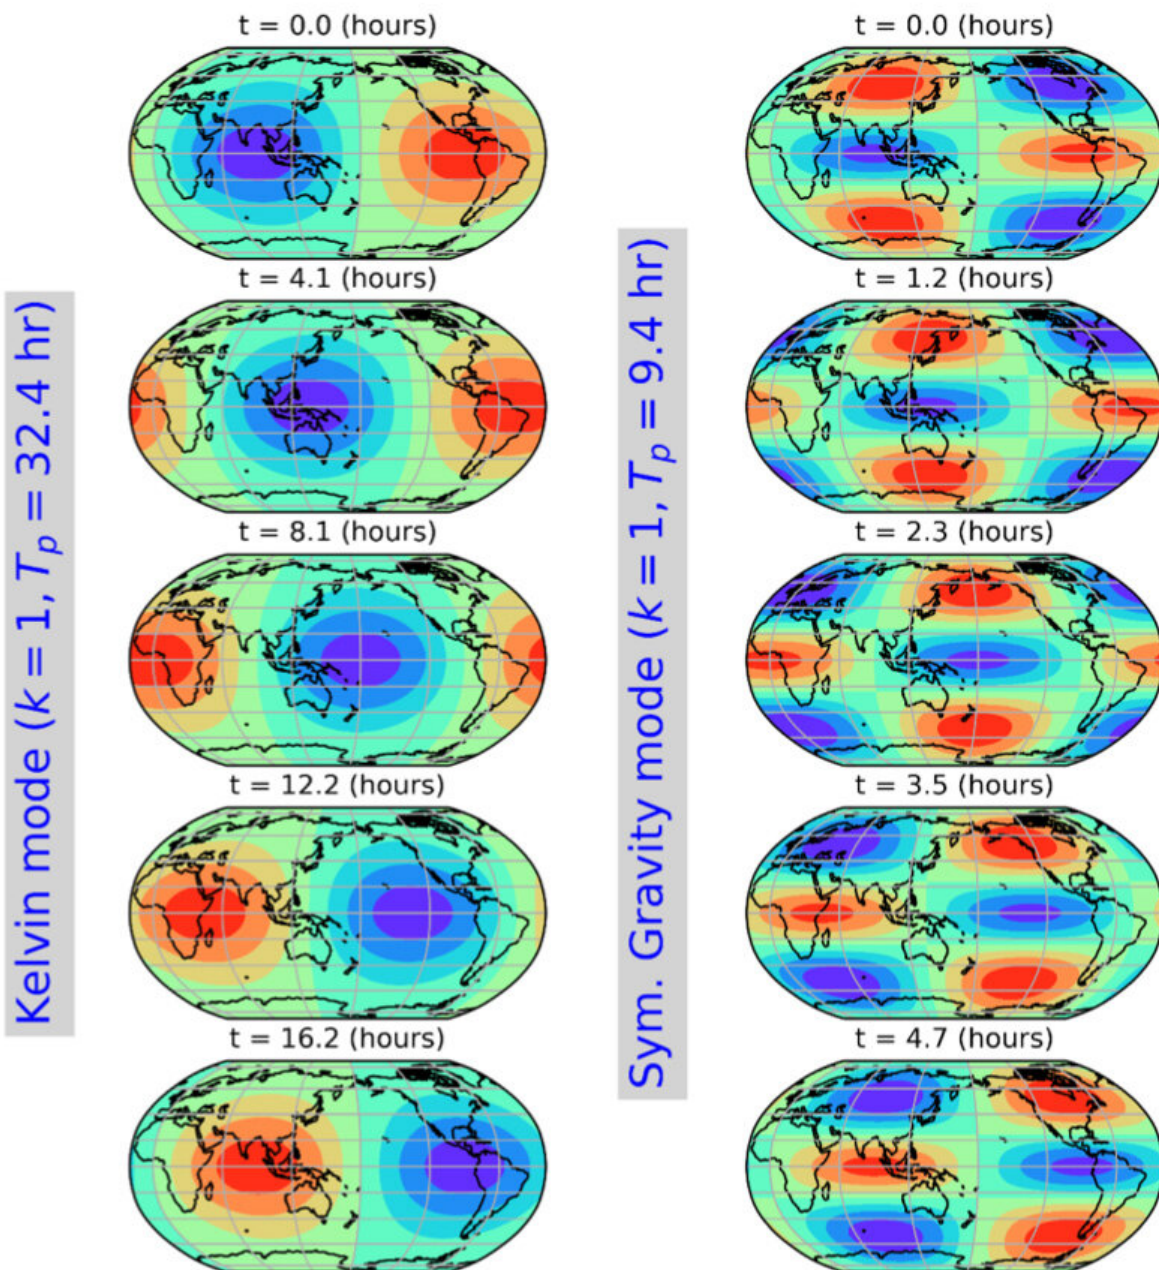 Kelvin mode (k = 1, T_p = 32.4 hr)
t = 0.0 (hours)
t = 4.1 (hours)
t = 8.1 (hours)
t = 12.2 (hours)
t = 16.2 (hours)
Sym. Gravity mode (k = 1, T_p = 9.4 hr)
t = 0.0 (hours)
t = 1.2 (hours)
t = 2.3 (hours)
t = 3.5 (hours)
t = 4.7 (hours)